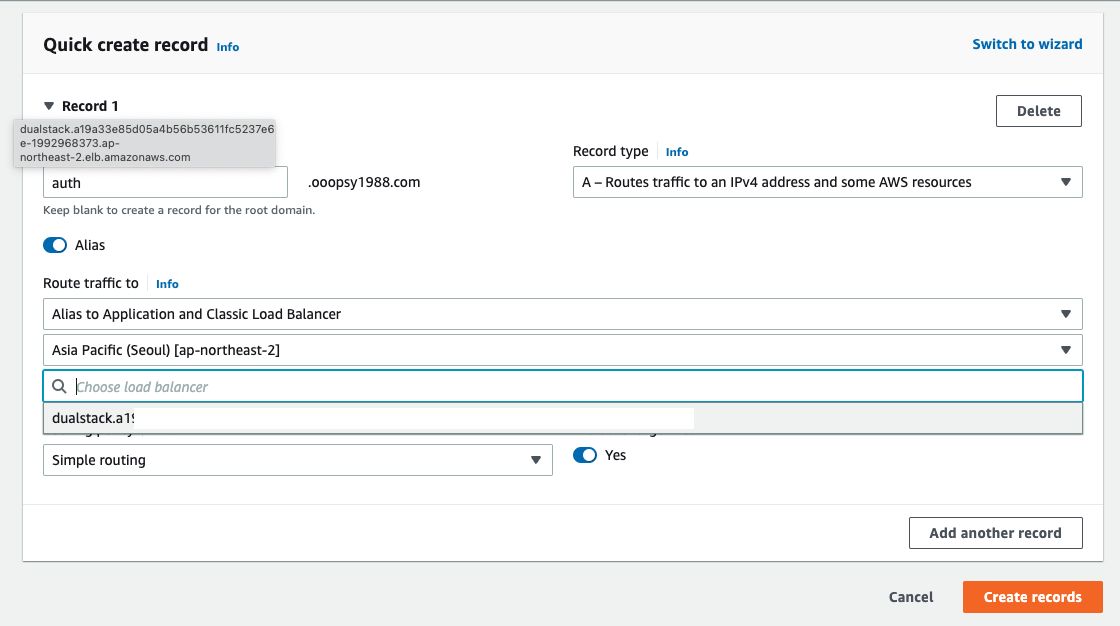 Quick create record Info
Switch to wizard
Record 1
Delete
dualstack.a19a33e85d05a4b56b53611fc5237e6
e-1992968373.ap-
northeast-2.elb.amazonaws.com
Record type Info
auth
.ooopsy1988.com
A – Routes traffic to an IPv4 address and some AWS resources
Keep blank to create a record for the root domain.
Alias
Route traffic to Info
Alias to Application and Classic Load Balancer
Asia Pacific (Seoul) [ap-northeast-2]
Choose load balancer
dualstack.a19
Simple routing
Yes
Add another record
Cancel
Create records